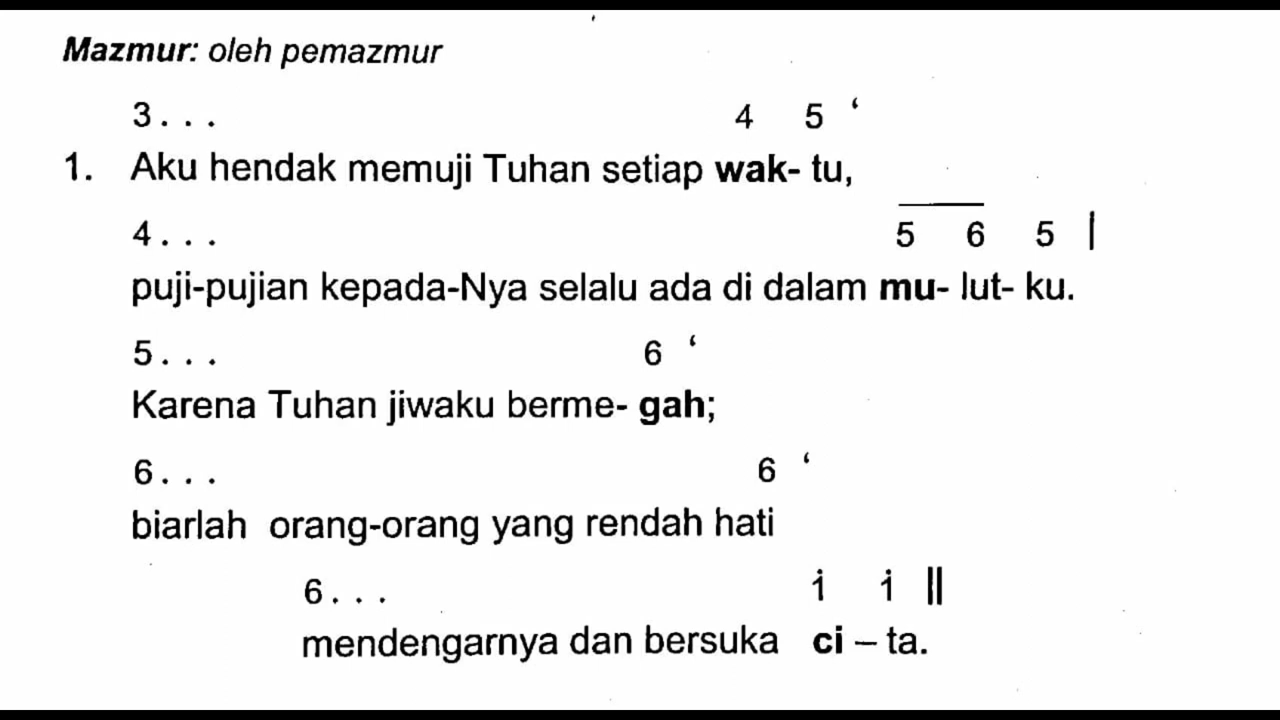 Mazmur: oleh pemazmur
3 . . . 4 5 ‘
1. Aku hendak memuji Tuhan setiap wak- tu,
4 . . . 5 6 5 |
puji-pujian kepada-Nya selalu ada di dalam mu- lut- ku.
5 . . . 6 ‘
Karena Tuhan jiwaku berme- gah;
6 . . . 6 ‘
biarlah orang-orang yang rendah hati
6 . . . i i ||
mendengarnya dan bersuka ci – ta.